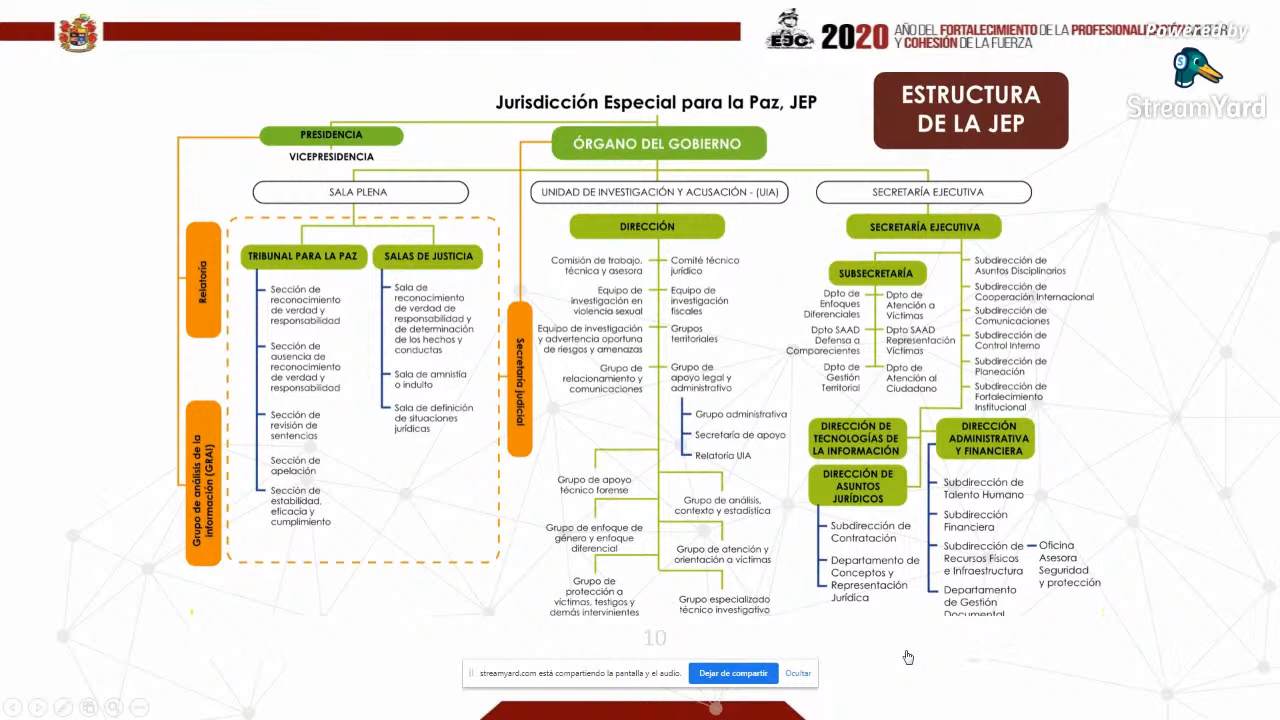 EJC
2020
AÑO DEL FORTALECIMIENTO DE LA
Y COHESIÓN DE LA FUERZA
Powered by
StreamYard
ESTRUCTURA
DE LA JEP
Jurisdicción Especial para la Paz, JEP
PRESIDENCIA
VICEPRESIDENCIA
ÓRGANO DEL GOBIERNO
SALA PLENA
UNIDAD DE INVESTIGACIÓN Y ACUSACIÓN - (UIA)
SECRETARÍA EJECUTIVA
Relatoría
Grupo de análisis de la
información (GRAI)
TRIBUNAL PARA LA PAZ
Sección de
reconocimiento
de verdad y
responsabilidad
Sección de
ausencia de
reconocimiento
de verdad y
responsabilidad
Sección de
revisión de
sentencias
Sección de
apelación
Sección de
estabilidad,
eficacia y
cumplimiento
SALAS DE JUSTICIA
Sala de
reconocimiento
de verdad de
responsabilidad y
de determinación
de los hechos y
conductas
Sala de amnistía
o indulto
Sala de definición
de situaciones
jurídicas
Secretaría judicial
DIRECCIÓN
Comisión de trabajo,
técnica y asesora
Comité técnico
jurídico
Equipo de
investigación en
violencia sexual
Equipo de
investigación
fiscales
Equipo de investigación
y advertencia oportuna
de riesgos y amenazas
Grupos
territoriales
Grupo de
relacionamiento y
comunicaciones
Grupo de
apoyo legal y
administrativo
Grupo administrativa
Secretaría de apoyo
Relatoría UIA
Grupo de apoyo
técnico forense
Grupo de análisis,
contexto y estadística
Grupo de enfoque de
género y enfoque
diferencial
Grupo de atención y
orientación a víctimas
Grupo de
protección a
víctimas, testigos y
demás intervinientes
Grupo especializado
técnico investigativo
SECRETARÍA EJECUTIVA
SUBSECRETARÍA
Dpto de
Enfoques
Diferenciales
Dpto de
Atención a
Víctimas
Dpto SAAD
Defensa a
Comparecientes
Dpto SAAD
Representación
Víctimas
Dpto de
Gestión
Territorial
Dpto de
Atención al
Ciudadano
Subdirección de
Asuntos Disciplinarios
Subdirección de
Cooperación Internacional
Subdirección de
Comunicaciones
Subdirección de
Control Interno
Subdirección de
Planeación
Subdirección de
Fortalecimiento
Institucional
DIRECCIÓN DE
TECNOLOGÍAS DE
LA INFORMACIÓN
DIRECCIÓN
ADMINISTRATIVA
Y FINANCIERA
DIRECCIÓN DE
ASUNTOS
JURÍDICOS
Subdirección de
Contratación
Departamento de
Conceptos y
Representación
Jurídica
Subdirección de
Talento Humano
Subdirección
Financiera
Subdirección de
Recursos Físicos
e Infraestructura
Oficina
Asesora
Seguridad
y protección
Departamento
de Gestión
Documental
10
streamyard.com está compartiendo la pantalla y el audio.
Dejar de compartir
Ocultar